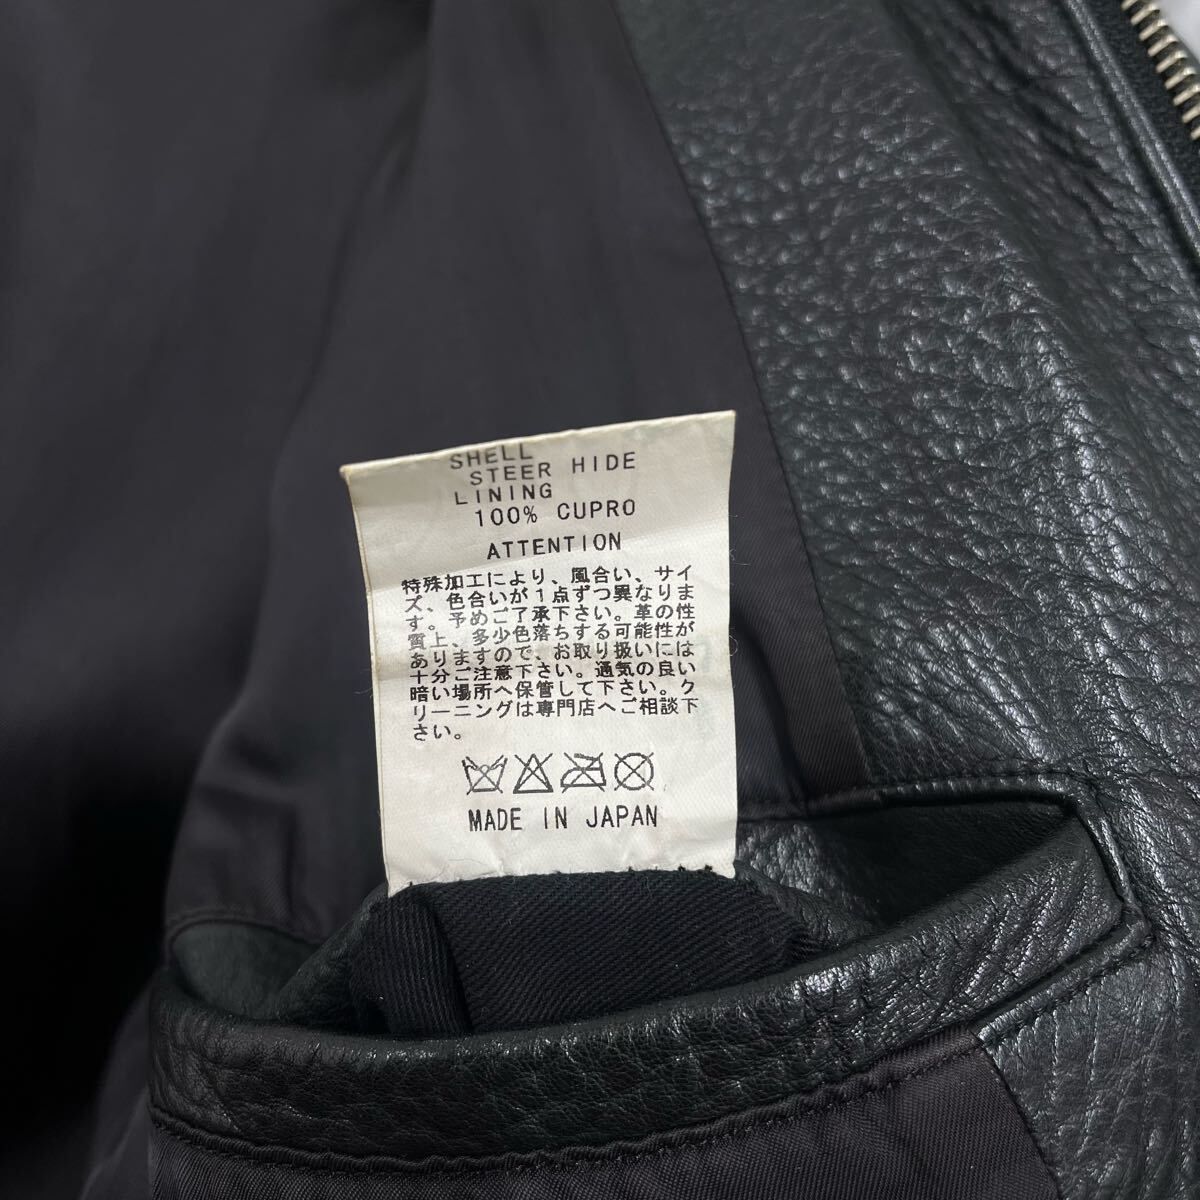 SHELL
STEER HIDE
LINING
100% CUPRO
ATTENTION
特殊加工により、風合い、サイ
ズ、色合いが1点ずつ異なりま
す。予めご了承下さい。革の性
質上、多少色落ちする可能性が
ありますので、お取り扱いには
十分ご注意下さい。通気の良い
暗い場所へ保管して下さい。ク
リーニングは専門店へご相談下
さい。
MADE IN JAPAN